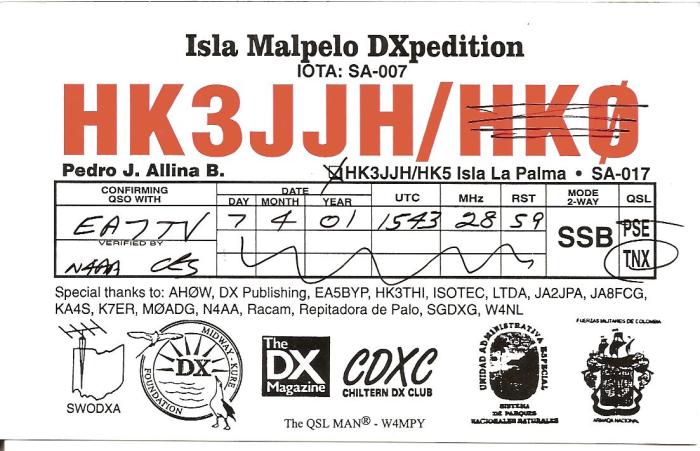 Isla Malpelo DXpedition
IOTA: SA-007
HK3JJH/HKØ
Pedro J. Allina B.
HK3JJH/HK5 Isla La Palma • SA-017
CONFIRMING QSO WITH
DATE
DAY MONTH YEAR
UTC
MHz
RST
MODE 2-WAY
QSL
EA7TV 7 4 01 1543 28 59
SSB
PSE
TNX
VERIFIED BY
N4AA
Special thanks to: AHØW, DX Publishing, EA5BYP, HK3THI, ISOTEC, LTDA, JA2JPA, JA8FCG,
KA4S, K7ER, MØADG, N4AA, Racam, Repitadora de Palo, SGDXG, W4NL
SWODXA
MIDWAY-KURE
DX
FOUNDATION
The
DX
Magazine
CDXC
CHILTERN DX CLUB
UNIDAD ADMINISTRATIVA ESPECIAL
SISTEMA
DE PARQUES
NACIONALES NATURALES
FUERZAS MILITARES DE COLOMBIA
ARMADA NACIONAL
The QSL MAN® - W4MPY